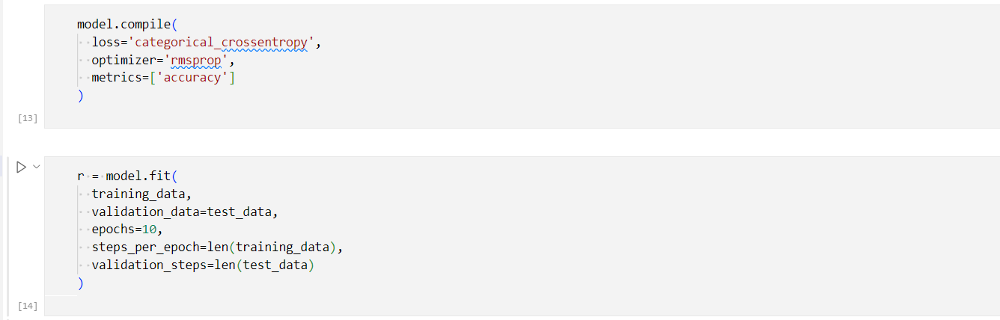 model.compile(
  loss='categorical_crossentropy',
  optimizer='rmsprop',
  metrics=['accuracy']
)
[13]
r = model.fit(
  training_data,
  validation_data=test_data,
  epochs=10,
  steps_per_epoch=len(training_data),
  validation_steps=len(test_data)
)
[14]